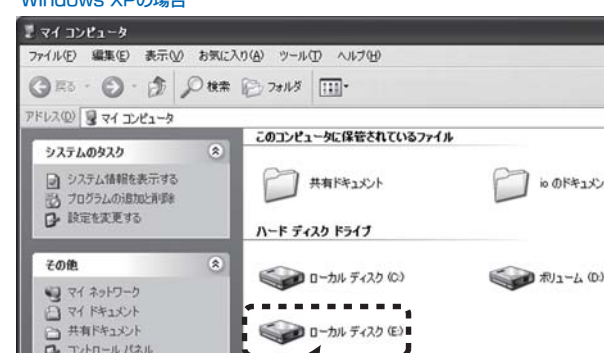 Windows XPの場合
マイ コンピュータ
ファイル(F) 編集(E) 表示(V) お気に入り(A) ツール(T) ヘルプ(H)
戻る 検索 フォルダ
アドレス(D) マイ コンピュータ
システムのタスク
システム情報を表示する
プログラムの追加と削除
設定を変更する
その他
マイ ネットワーク
マイ ドキュメント
共有ドキュメント
コントロール パネル
このコンピュータに保管されているファイル
共有ドキュメント io のドキュメン
ハード ディスク ドライブ
ローカル ディスク (C:) ボリューム (D:)
ローカル ディスク (E:)